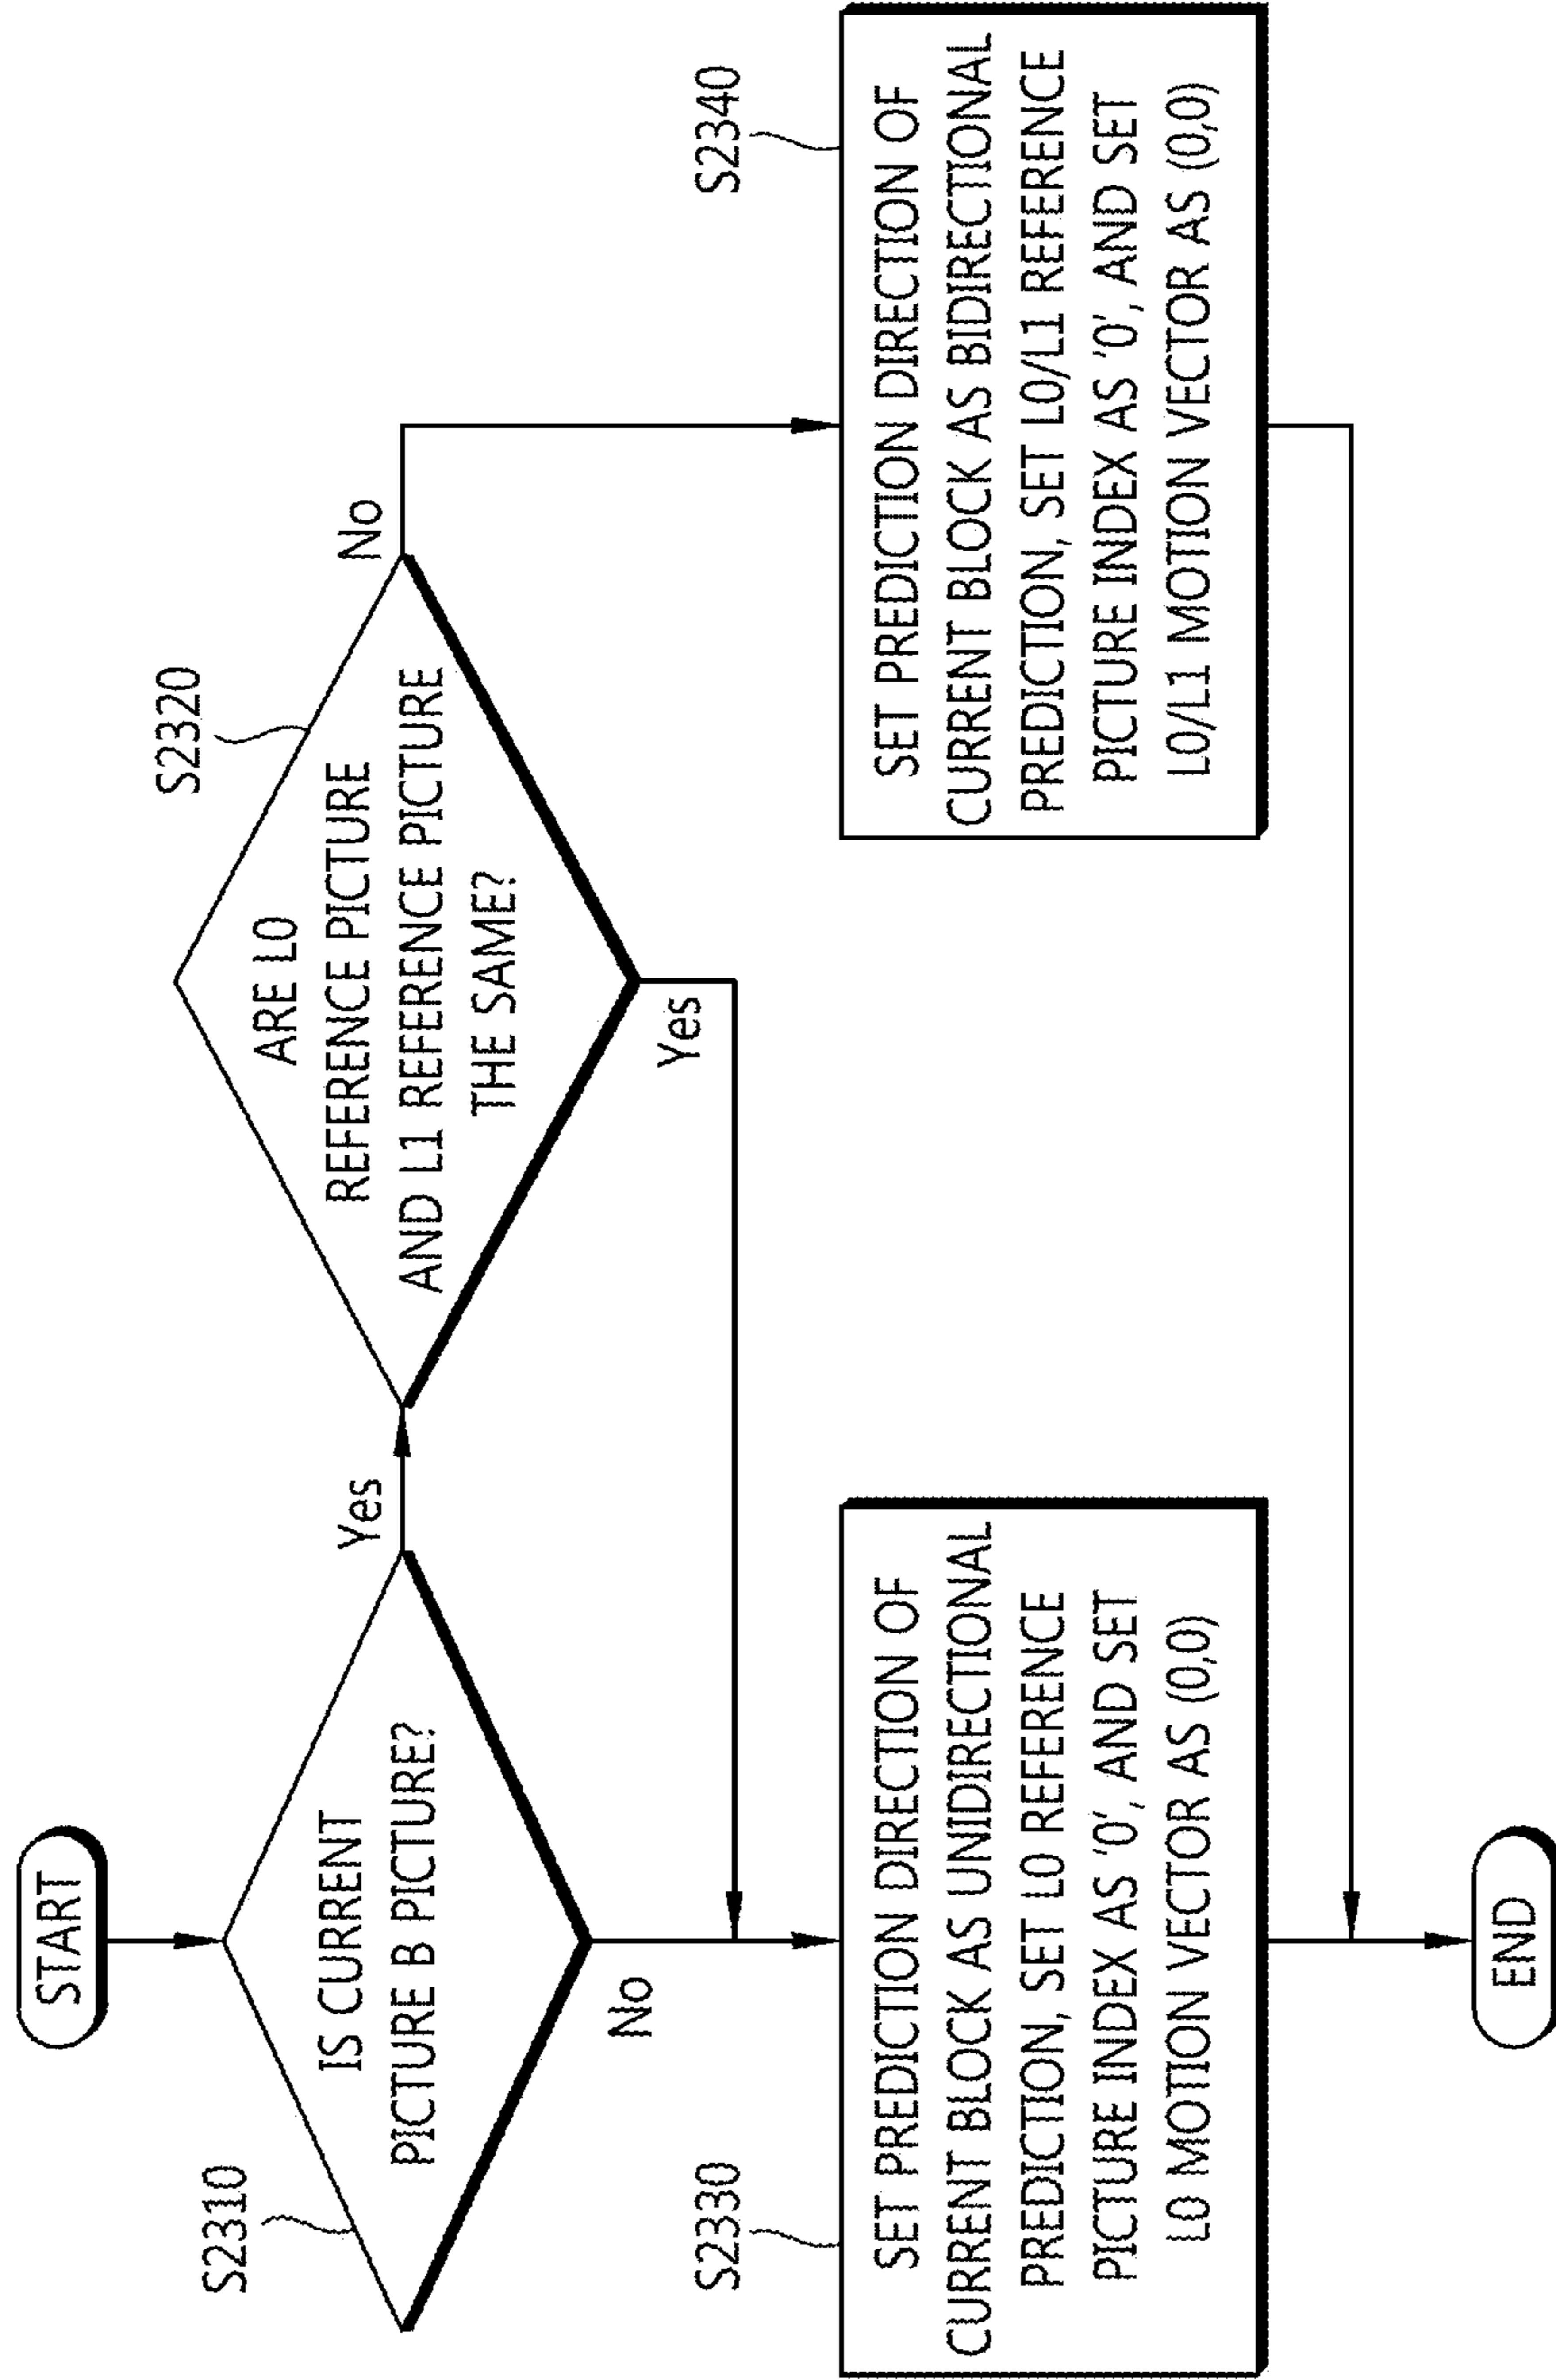 START
S2310
IS CURRENT
PICTURE B PICTURE?
Yes
No
S2320
ARE L0
REFERENCE PICTURE
AND L1 REFERENCE PICTURE
THE SAME?
No
Yes
S2330
SET PREDICTION DIRECTION OF
CURRENT BLOCK AS UNIDIRECTIONAL
PREDICTION, SET L0 REFERENCE
PICTURE INDEX AS '0', AND SET
L0 MOTION VECTOR AS (0,0)
S2340
SET PREDICTION DIRECTION OF
CURRENT BLOCK AS BIDIRECTIONAL
PREDICTION, SET L0/L1 REFERENCE
PICTURE INDEX AS '0', AND SET
L0/L1 MOTION VECTOR AS (0,0)
END